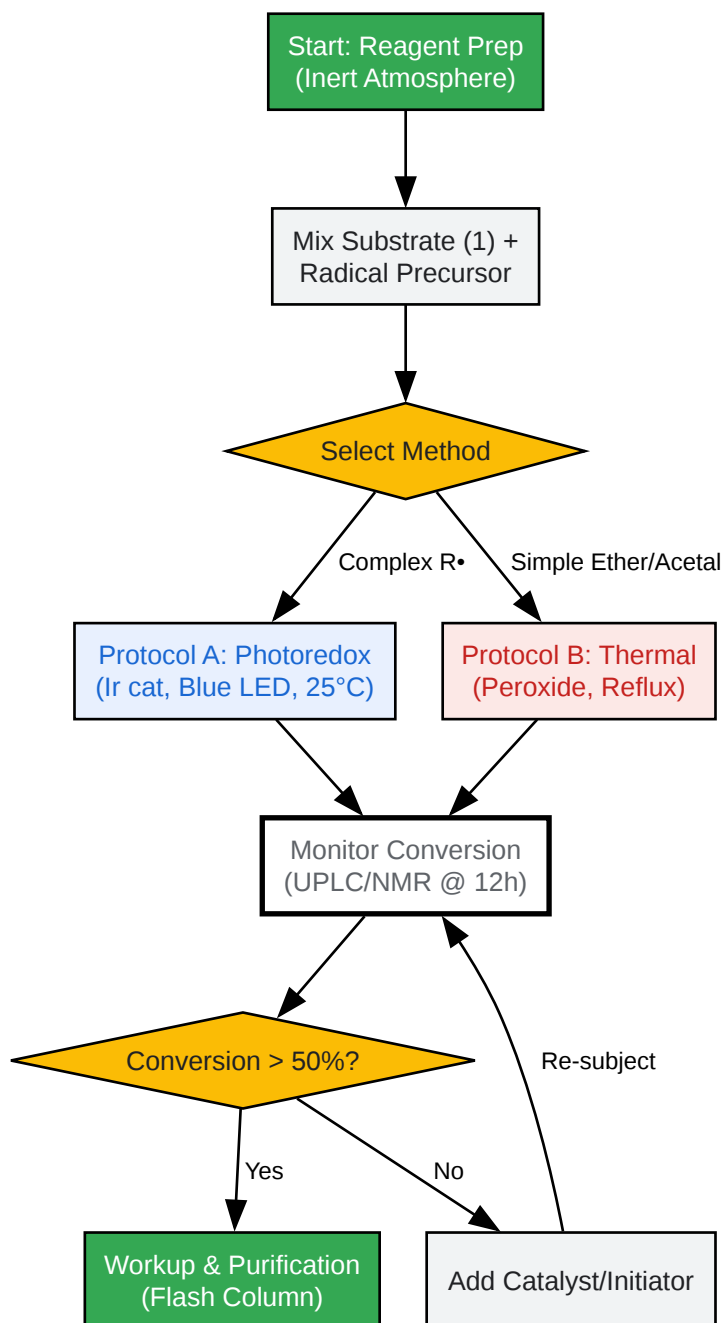 Start: Reagent Prep
(Inert Atmosphere)
Mix Substrate (1) +
Radical Precursor
Select Method
Complex R•
Simple Ether/Acetal
Protocol A: Photoredox
(Ir cat, Blue LED, 25°C)
Protocol B: Thermal
(Peroxide, Reflux)
Monitor Conversion
(UPLC/NMR @ 12h)
Conversion > 50%?
Re-subject
Yes
No
Workup & Purification
(Flash Column)
Add Catalyst/Initiator